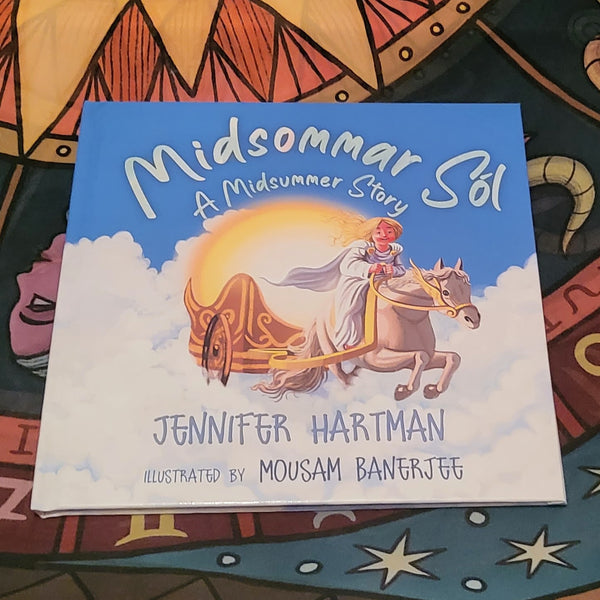 Midsommar Sól
A Midsummer Story
JENNIFER HARTMAN
ILLUSTRATED BY MOUSAM BANERJEE